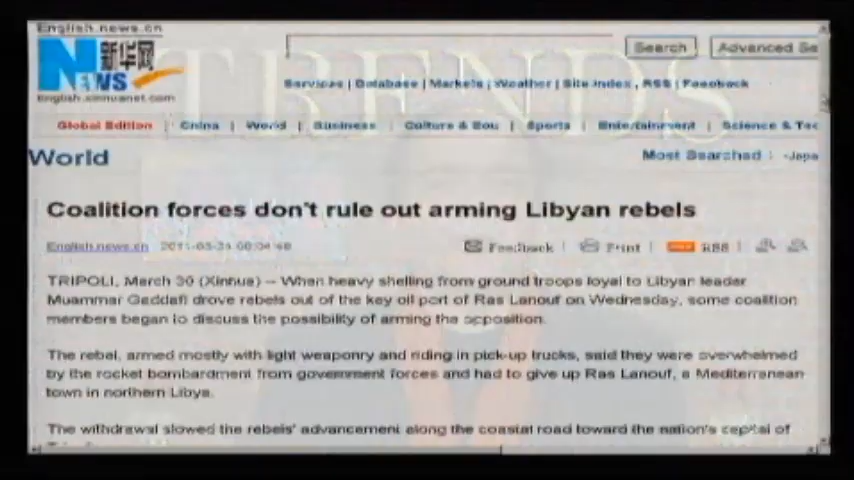 English.news.cn
新华网
NEWS
english.xinhuanet.com
Search
Advanced Se
Services | Database | Markets | Weather | Site Index | RSS | Feedback
TRENDS
Global Edition | China | World | Business | Culture & Edu | Sports | Entertainment | Science & Tec
World
Most Searched : -Japa
Coalition forces don't rule out arming Libyan rebels
English.news.cn 2011-03-31
Feedback | Print | RSS |
TRIPOLI, March 30 (Xinhua) -- When heavy shelling from ground troops loyal to Libyan leader
Muammar Gaddafi drove rebels out of the key oil port of Ras Lanouf on Wednesday, some coalition
members began to discuss the possibility of arming the opposition.
The rebel, armed mostly with light weaponry and riding in pick-up trucks, said they were overwhelmed
by the rocket bombardment from government forces and had to give up Ras Lanouf, a Mediterranean
town in northern Libya.
The withdrawal slowed the rebels' advancement along the coastal road toward the nation's capital of